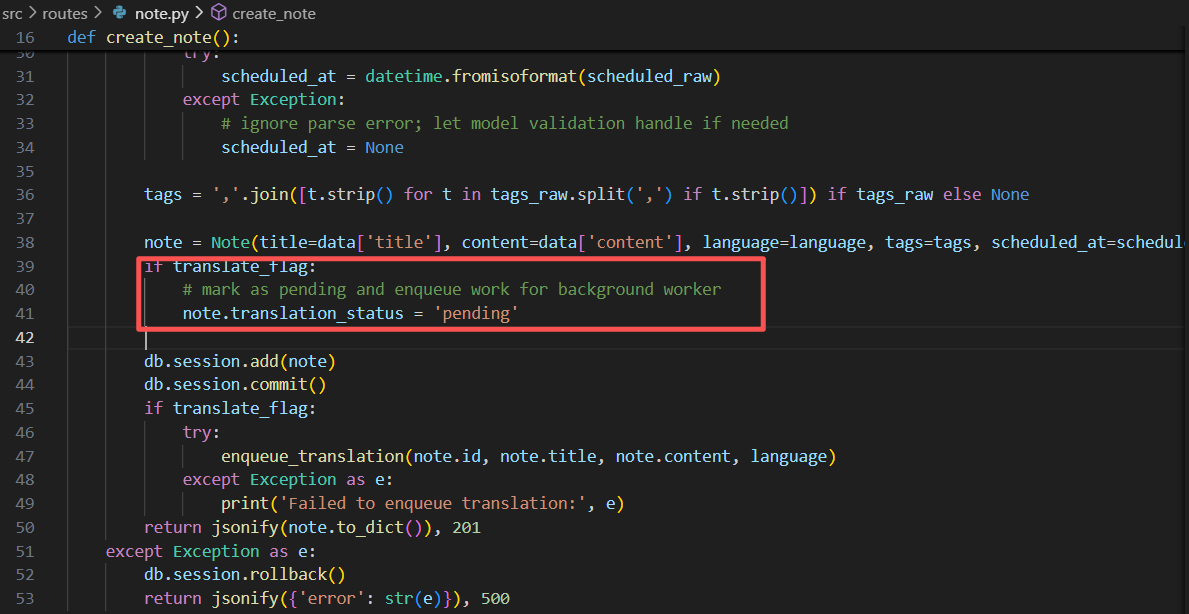 src > routes > note.py > create_note
16 def create_note():
30 try:
31 scheduled_at = datetime.fromisoformat(scheduled_raw)
32 except Exception:
33 # ignore parse error; let model validation handle if needed
34 scheduled_at = None
35
36 tags = ','.join([t.strip() for t in tags_raw.split(',') if t.strip()]) if tags_raw else None
37
38 note = Note(title=data['title'], content=data['content'], language=language, tags=tags, scheduled_at=schedul
39 if translate_flag:
40 # mark as pending and enqueue work for background worker
41 note.translation_status = 'pending'
42
43 db.session.add(note)
44 db.session.commit()
45 if translate_flag:
46 try:
47 enqueue_translation(note.id, note.title, note.content, language)
48 except Exception as e:
49 print('Failed to enqueue translation:', e)
50 return jsonify(note.to_dict()), 201
51 except Exception as e:
52 db.session.rollback()
53 return jsonify({'error': str(e)}), 500